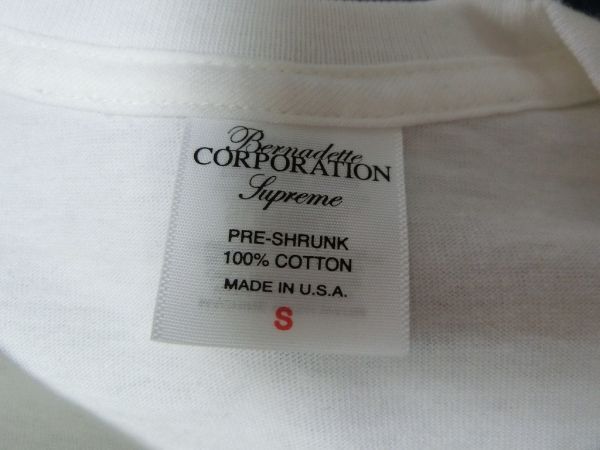 Bernadette
CORPORATION
Supreme
PRE-SHRUNK
100% COTTON
MADE IN U.S.A.
S